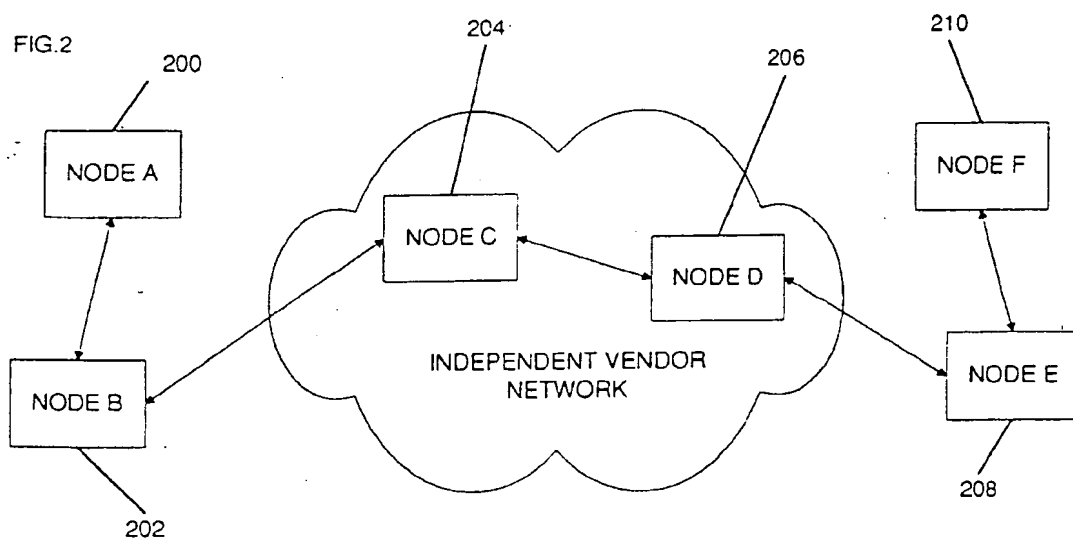 FIG.2
200
204
206
210
NODE A
NODE C
NODE D
NODE F
NODE B
INDEPENDENT VENDOR
NETWORK
NODE E
202
208